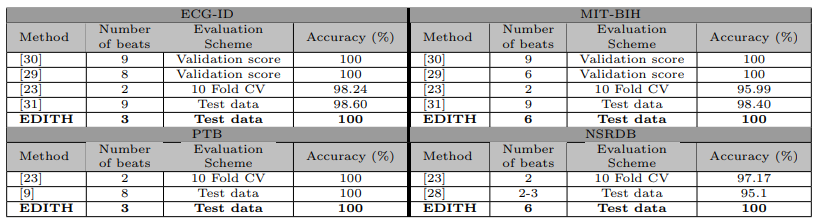 ECG-ID MIT-BIH
Method Number of beats Evaluation Scheme Accuracy (%) Method Number of beats Evaluation Scheme Accuracy (%)
[30] 9 Validation score 100 [30] 9 Validation score 100
[29] 8 Validation score 100 [29] 6 Validation score 100
[23] 2 10 Fold CV 98.24 [23] 2 10 Fold CV 95.99
[31] 9 Test data 98.60 [31] 9 Test data 98.40
EDITH 3 Test data 100 EDITH 6 Test data 100
PTB NSRDB
Method Number of beats Evaluation Scheme Accuracy (%) Method Number of beats Evaluation Scheme Accuracy (%)
[23] 2 10 Fold CV 100 [23] 2 10 Fold CV 97.17
[9] 8 Test data 100 [28] 2-3 Test data 95.1
EDITH 3 Test data 100 EDITH 6 Test data 100